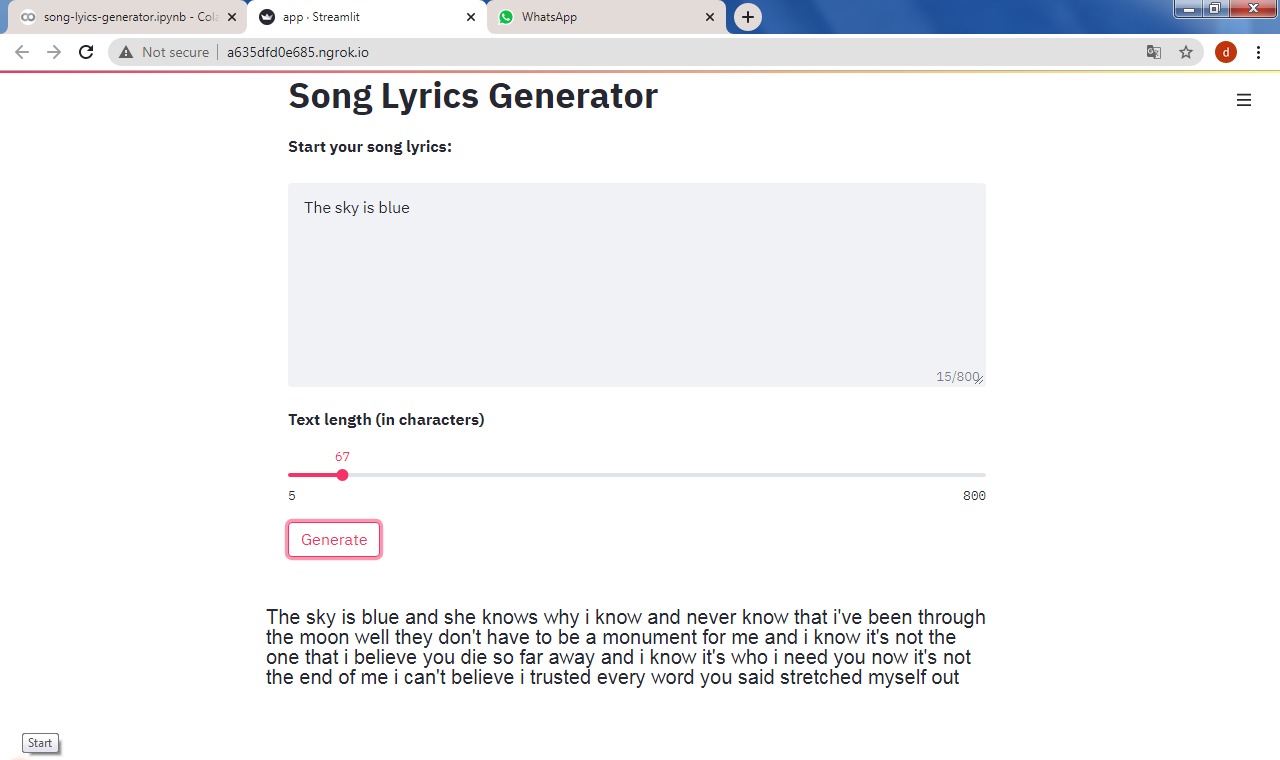 song-lyics-generator.ipynb - Cola
app · Streamlit
WhatsApp
Not secure
a635dfd0e685.ngrok.io
d
Song Lyrics Generator
Start your song lyrics:
The sky is blue
15/800
Text length (in characters)
67
5
800
Generate
The sky is blue and she knows why i know and never know that i've been through
the moon well they don't have to be a monument for me and i know it's not the
one that i believe you die so far away and i know it's who i need you now it's not
the end of me i can't believe i trusted every word you said stretched myself out
Start